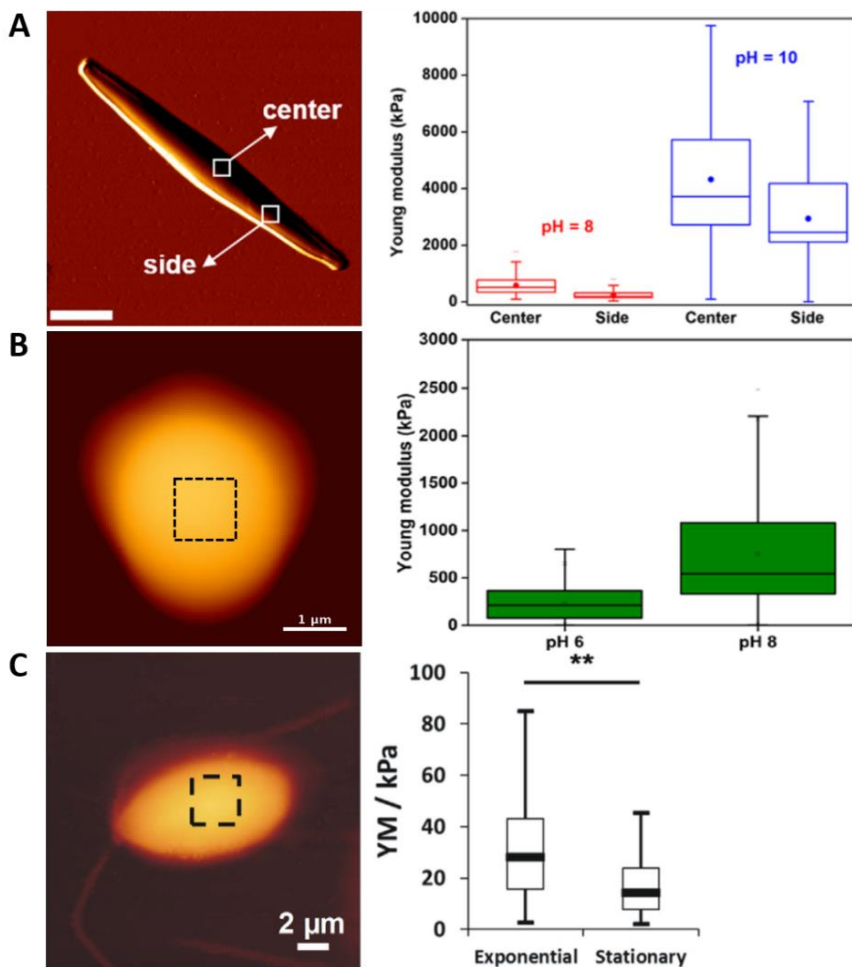 A
center
side
Young modulus (kPa)
10000
8000
6000
4000
2000
0
pH = 8
pH = 10
Center
Side
Center
Side
B
1 µm
Young modulus (kPa)
3000
2500
2000
1500
1000
500
0
pH 6
pH 8
C
2 µm
YM / kPa
100
80
60
40
20
0
**
Exponential
Stationary